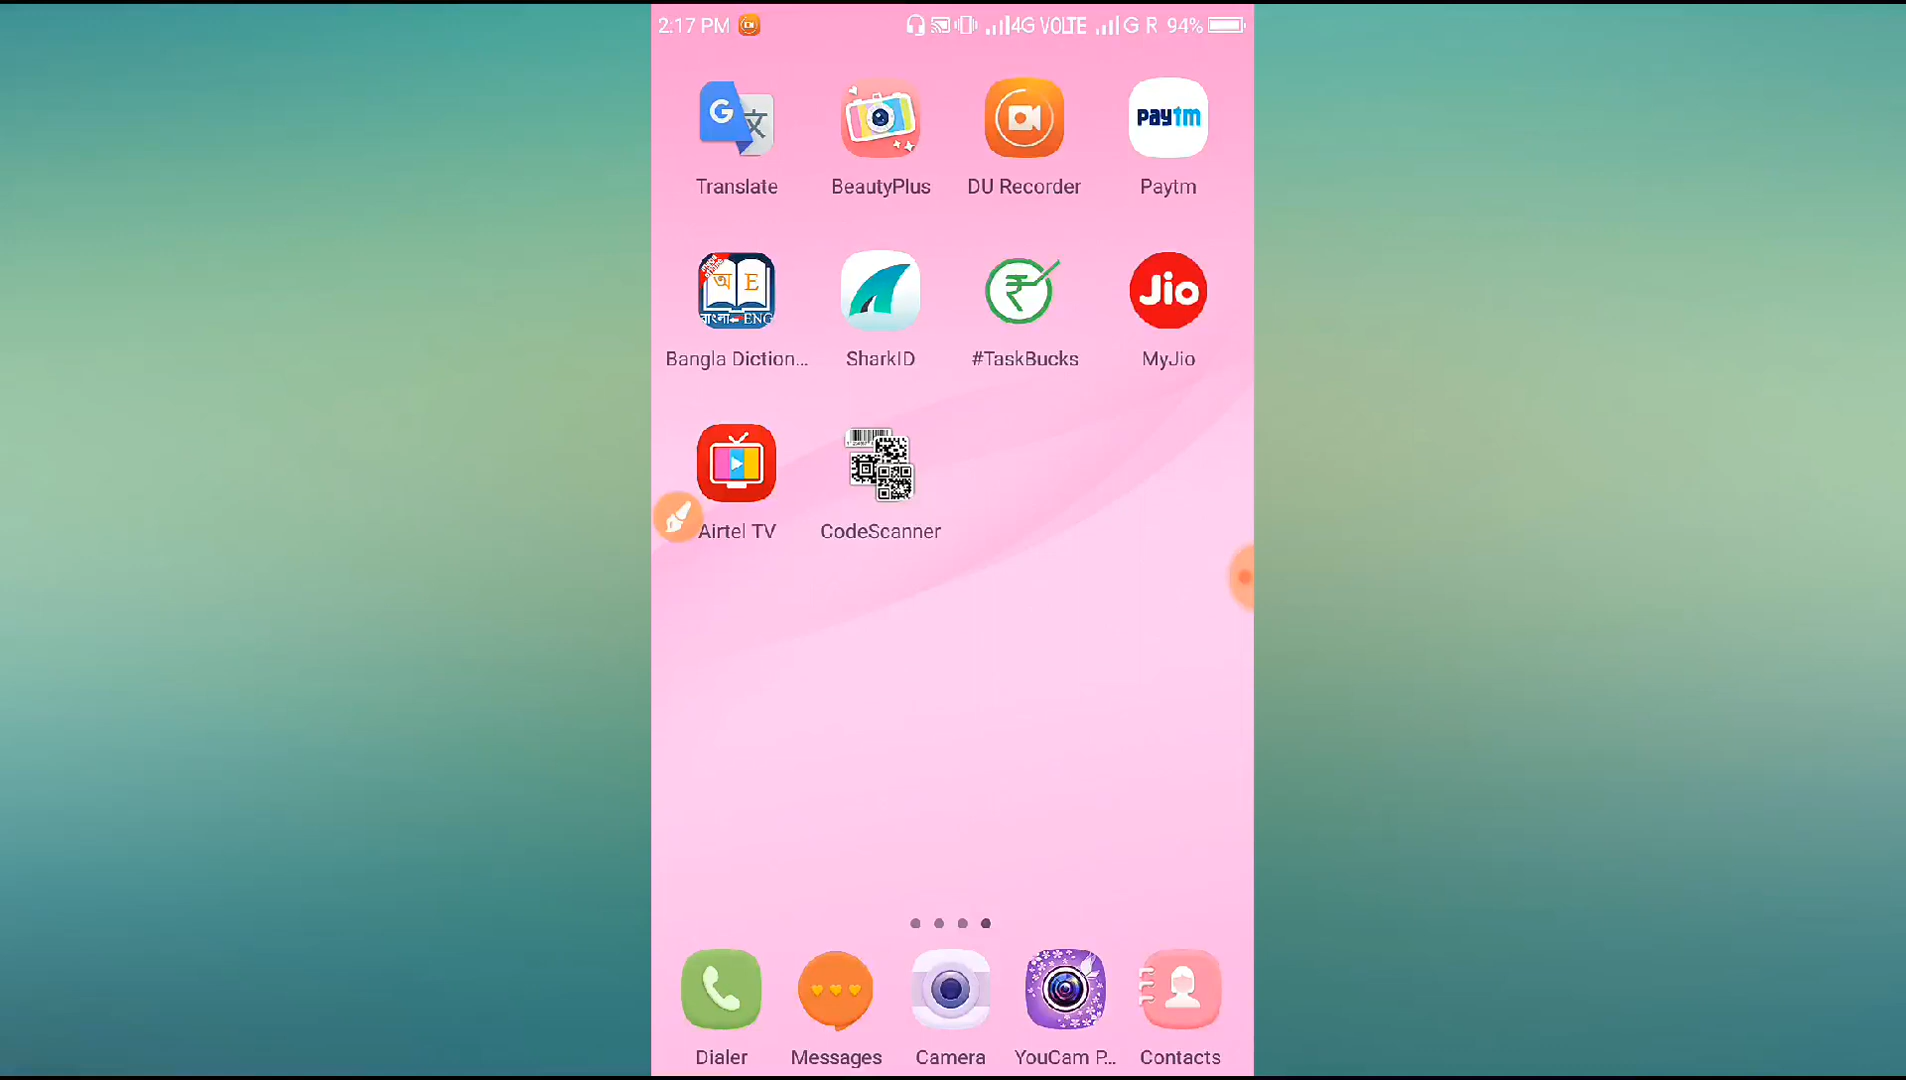 2:17 PM 4G VOLTE G R 94%
G 文
paytm
Translate BeautyPlus DU Recorder Paytm
অ E
বাংলা ENG
₹
Jio
Bangla Diction... SharkID #TaskBucks MyJio
Airtel TV CodeScanner
Dialer Messages Camera YouCam P... Contacts